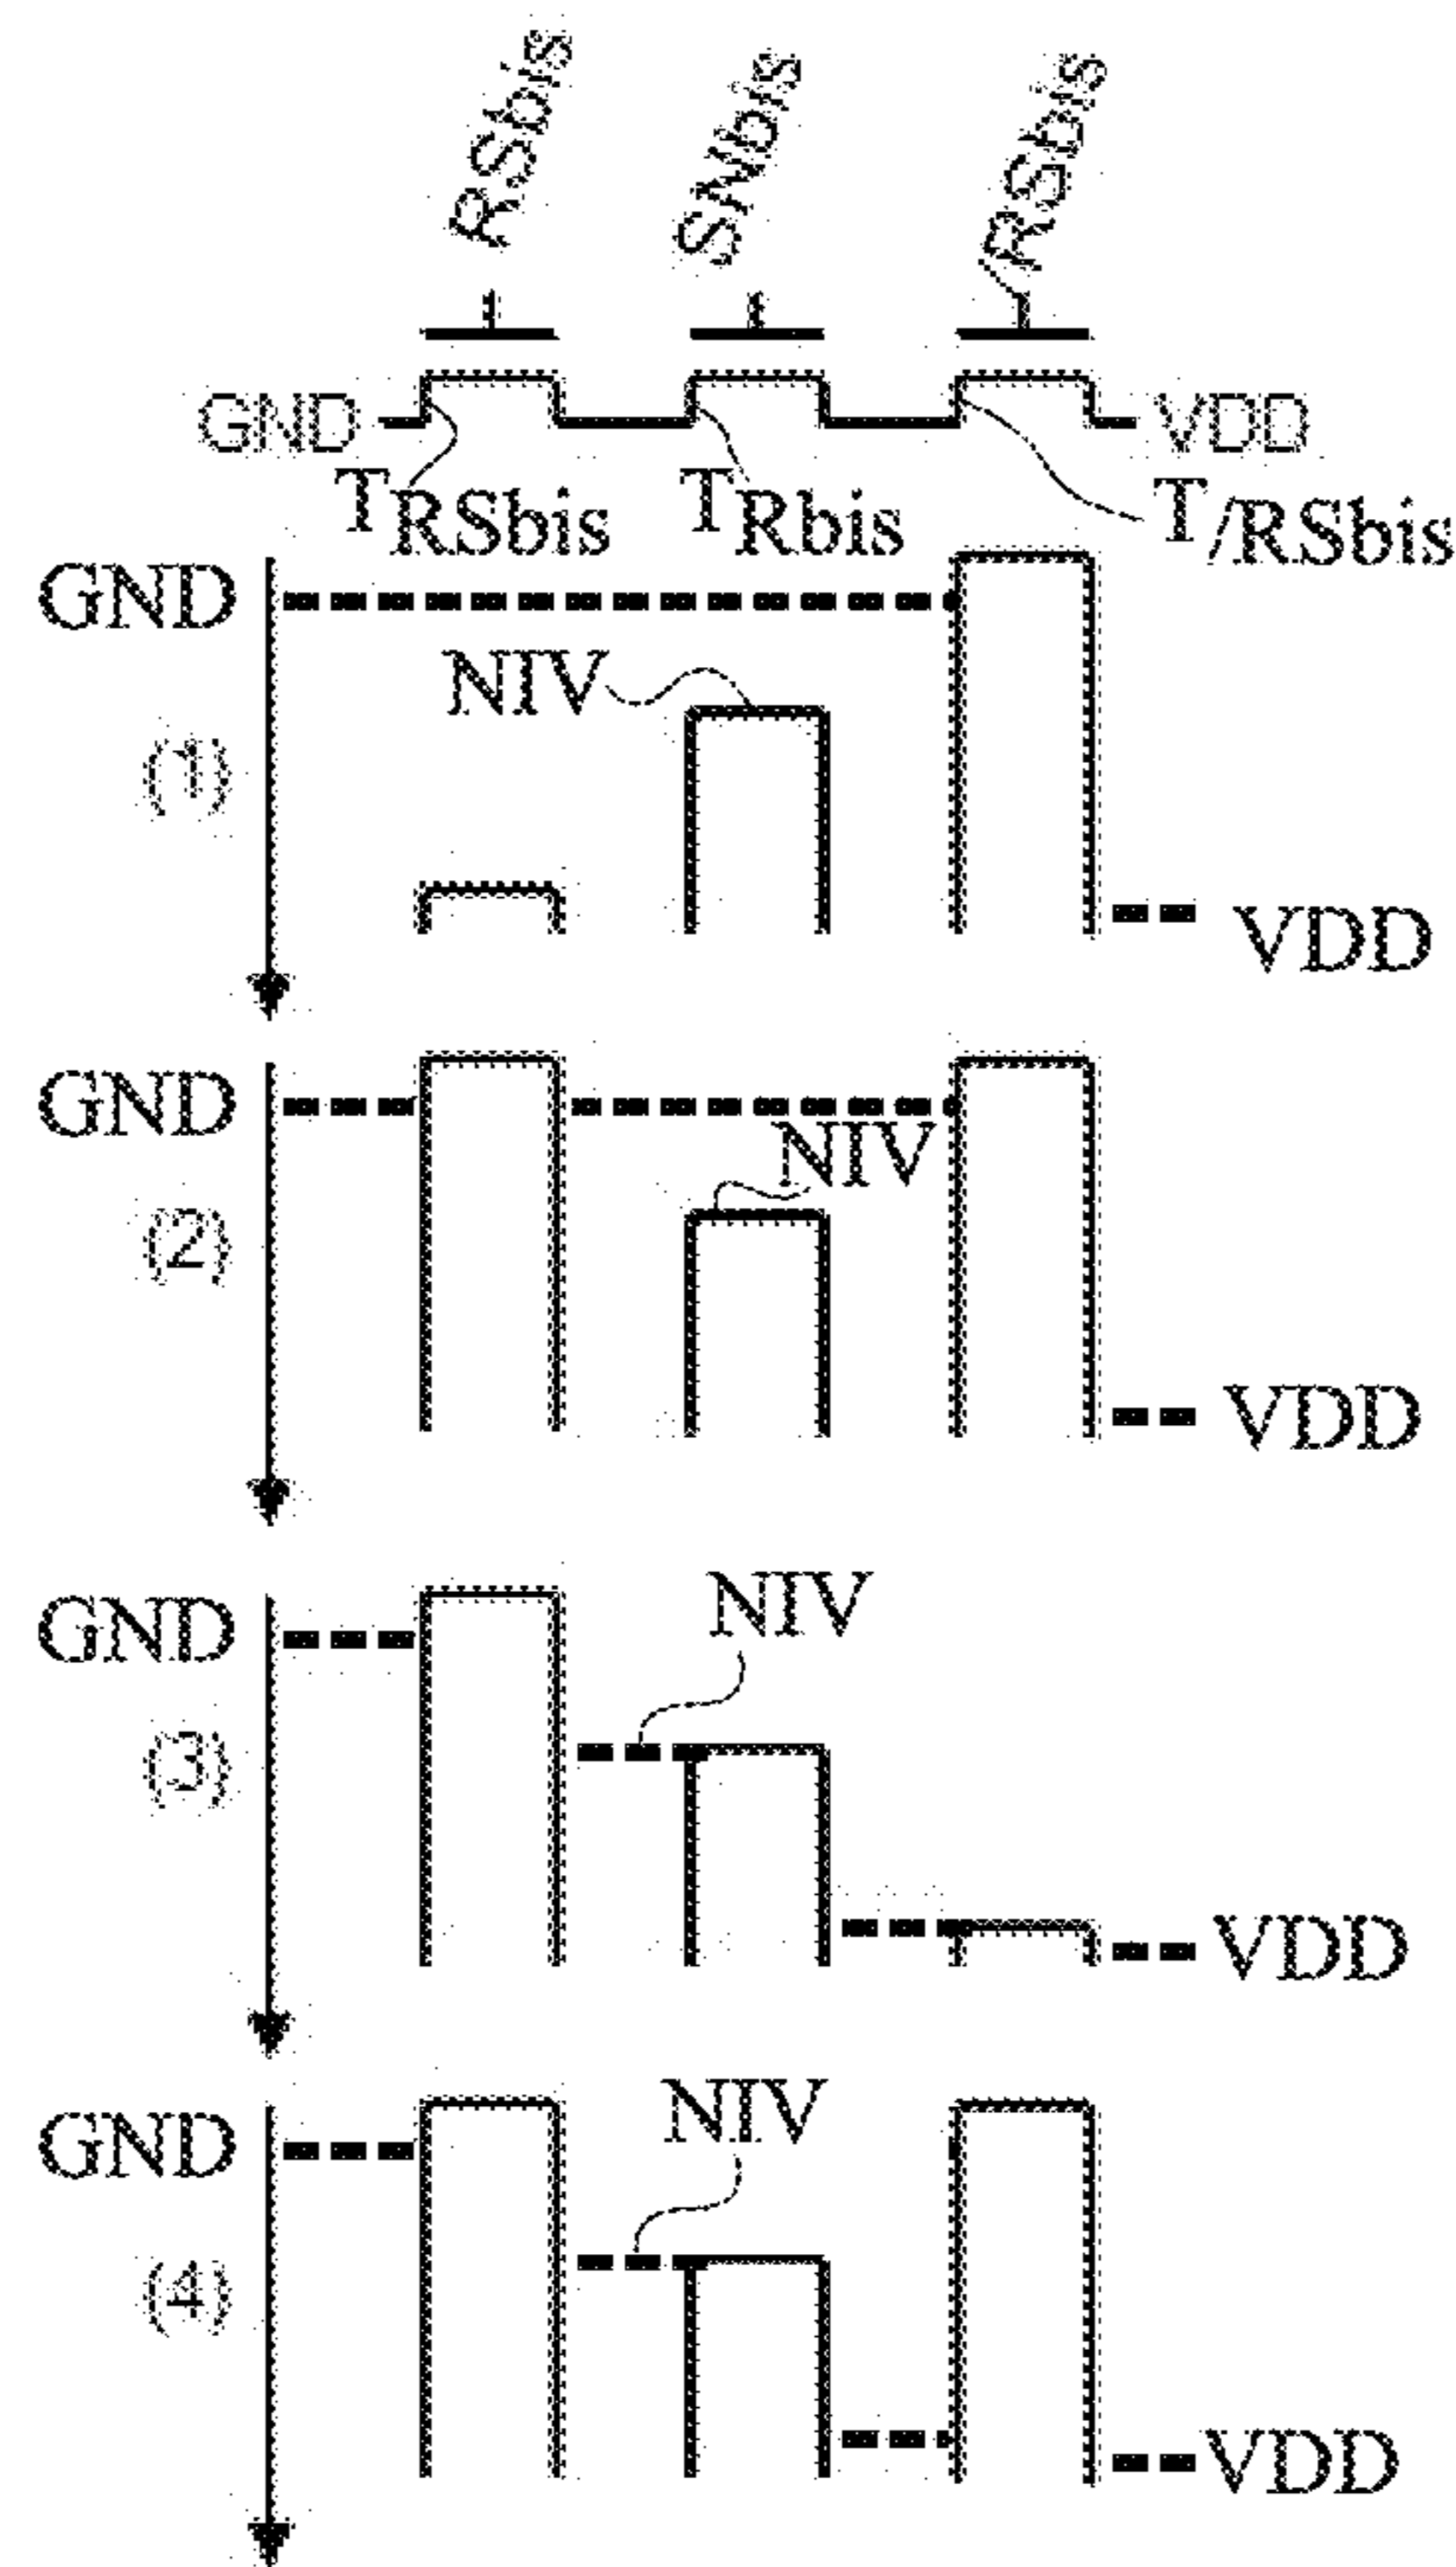 RSbis SNbis /RSbis
GND VDD
TRSbis TRbis T/RSbis
GND
NIV
(1)
VDD
GND
NIV
(2)
VDD
NIV
GND
(3)
VDD
NIV
GND
(4)
VDD